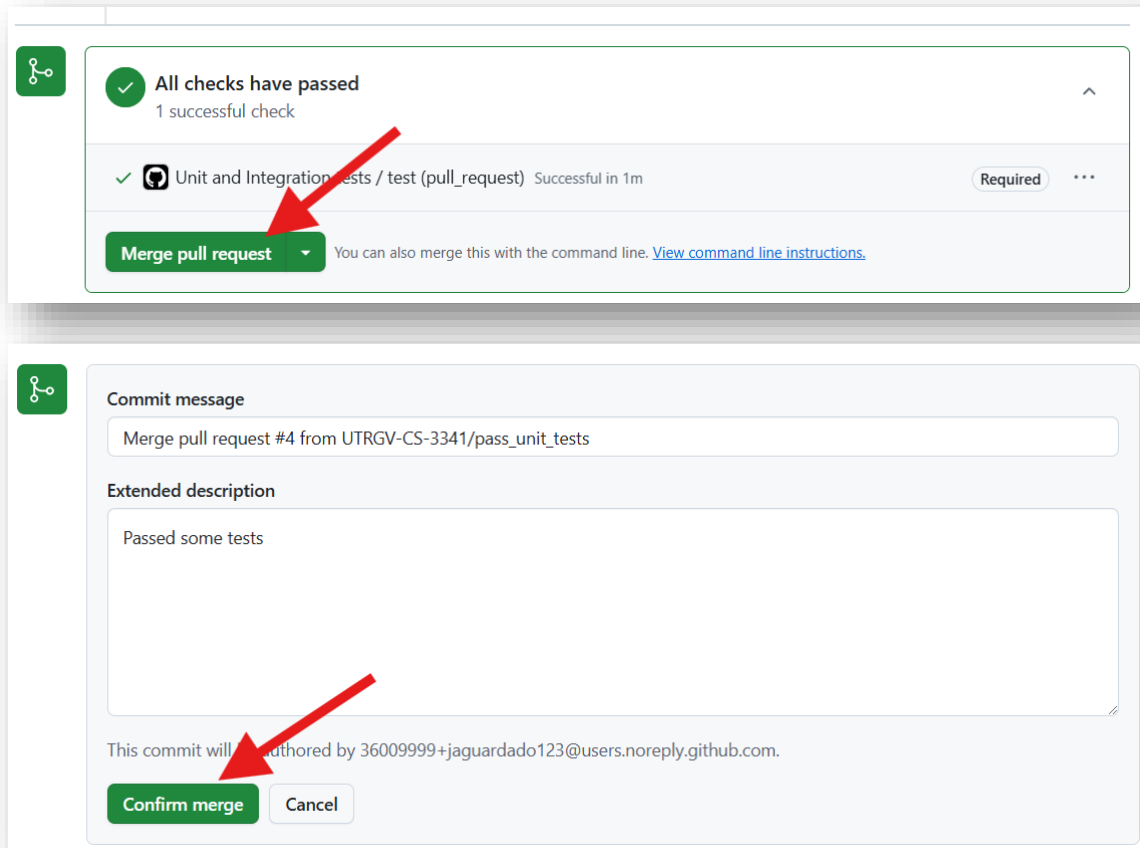 All checks have passed
1 successful check
Unit and Integration tests / test (pull_request) Successful in 1m Required ...
Merge pull request You can also merge this with the command line. View command line instructions.
Commit message
Merge pull request #4 from UTRGV-CS-3341/pass_unit_tests
Extended description
Passed some tests
This commit will authored by 36009999+jaguardado123@users.noreply.github.com.
Confirm merge Cancel